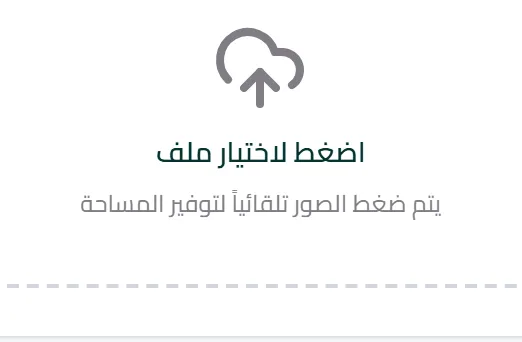 اضغط لاختيار ملف
يتم ضغط الصور تلقائياً لتوفير المساحة